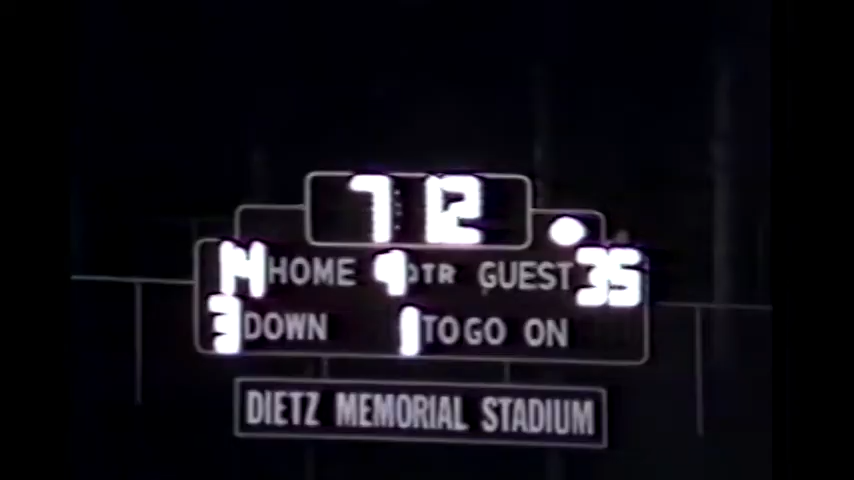 7:12
14 HOME 4 QTR GUEST 35
3 DOWN 1 TO GO ON
DIETZ MEMORIAL STADIUM